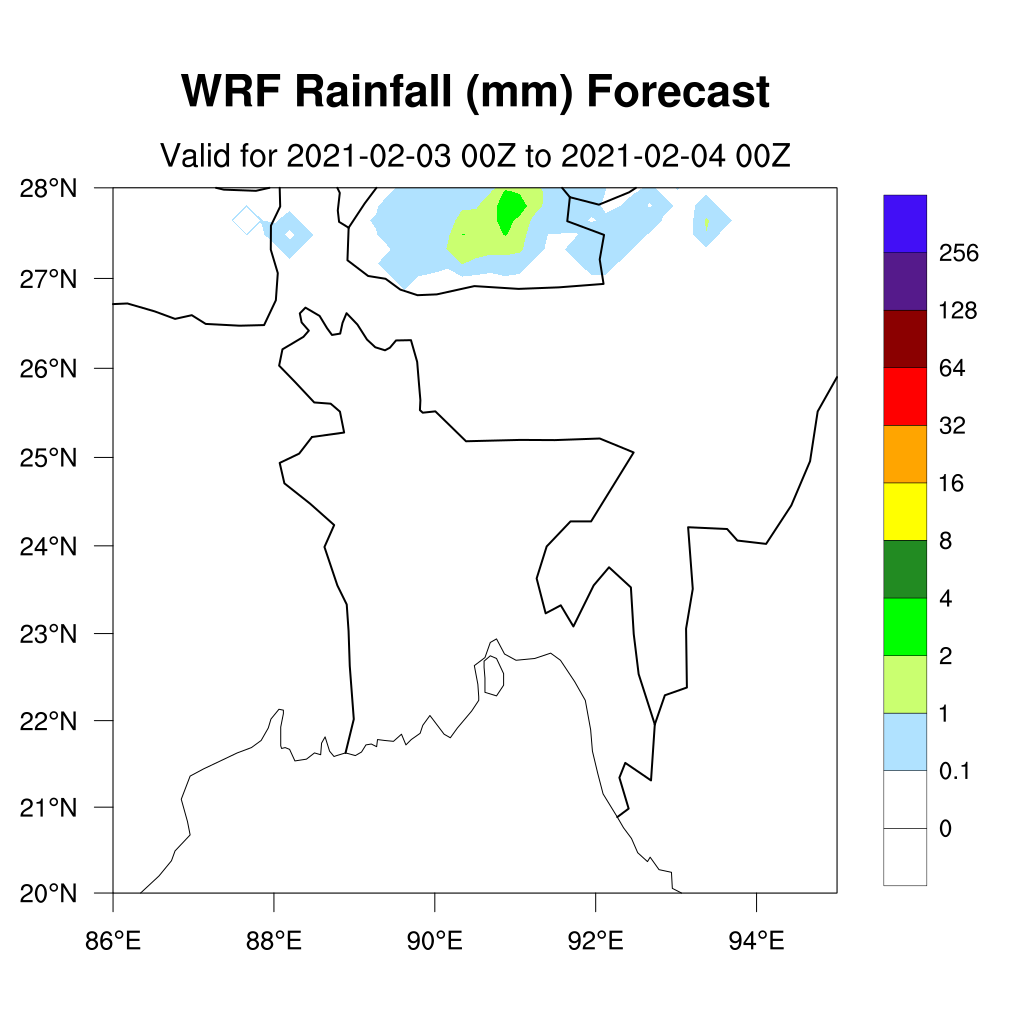 WRF Rainfall (mm) Forecast
Valid for 2021-02-03 00Z to 2021-02-04 00Z
28°N
27°N
26°N
25°N
24°N
23°N
22°N
21°N
20°N
86°E 88°E 90°E 92°E 94°E
256
128
64
32
16
8
4
2
1
0.1
0